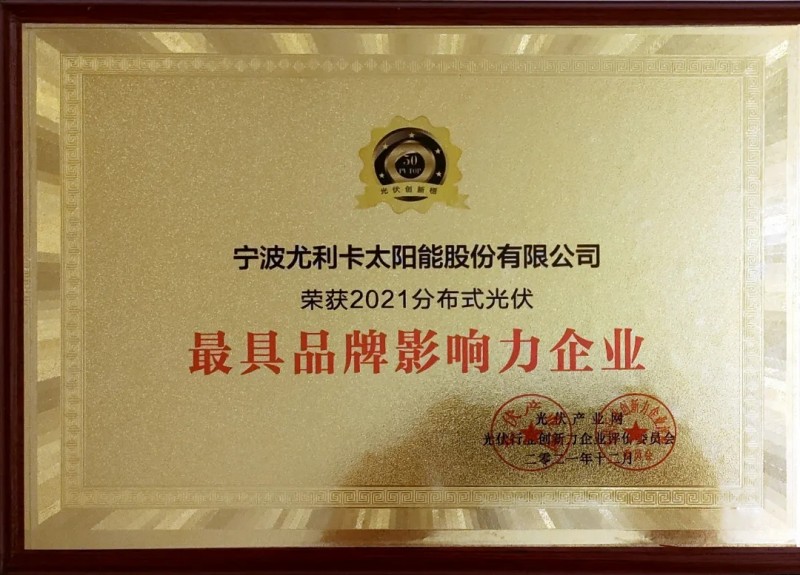 50
PV TOP
光伏创新榜
宁波尤利卡太阳能股份有限公司
荣获2021分布式光伏
最具品牌影响力企业
光伏产业网
光伏行业创新力企业评价委员会
二零二一年十二月